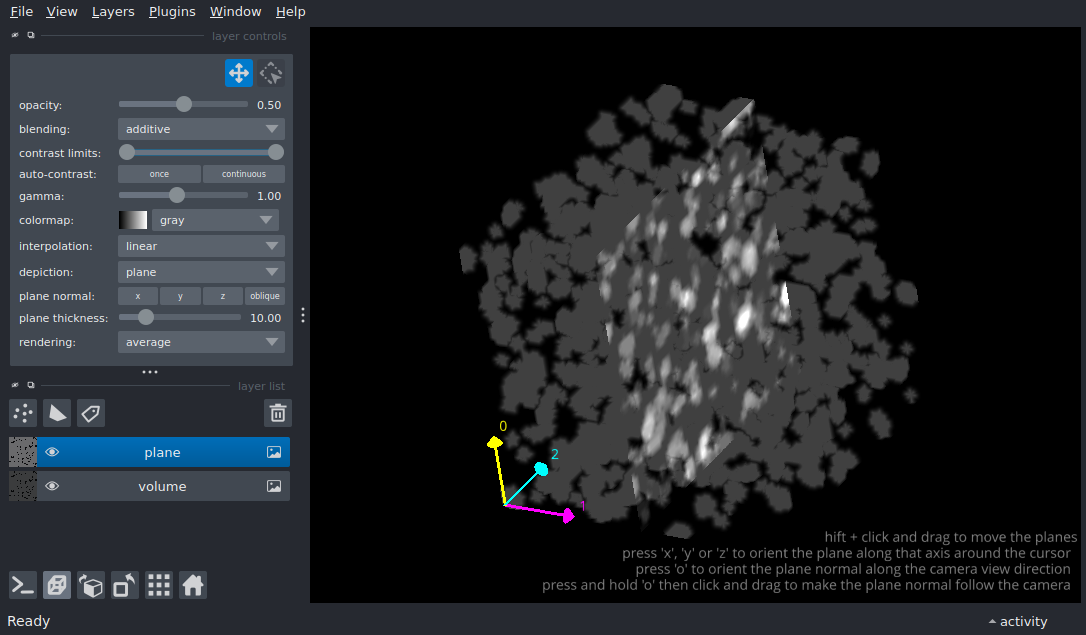 File View Layers Plugins Window Help
layer controls
opacity: 0.50
blending: additive
contrast limits:
auto-contrast: once continuous
gamma: 1.00
colormap: gray
interpolation: linear
depiction: plane
plane normal: x y z oblique
plane thickness: 10.00
rendering: average
layer list
plane
volume
0
2
1
hift + click and drag to move the planes
press 'x', 'y' or 'z' to orient the plane along that axis around the cursor
press 'o' to orient the plane normal along the camera view direction
press and hold 'o' then click and drag to make the plane normal follow the camera
Ready
activity